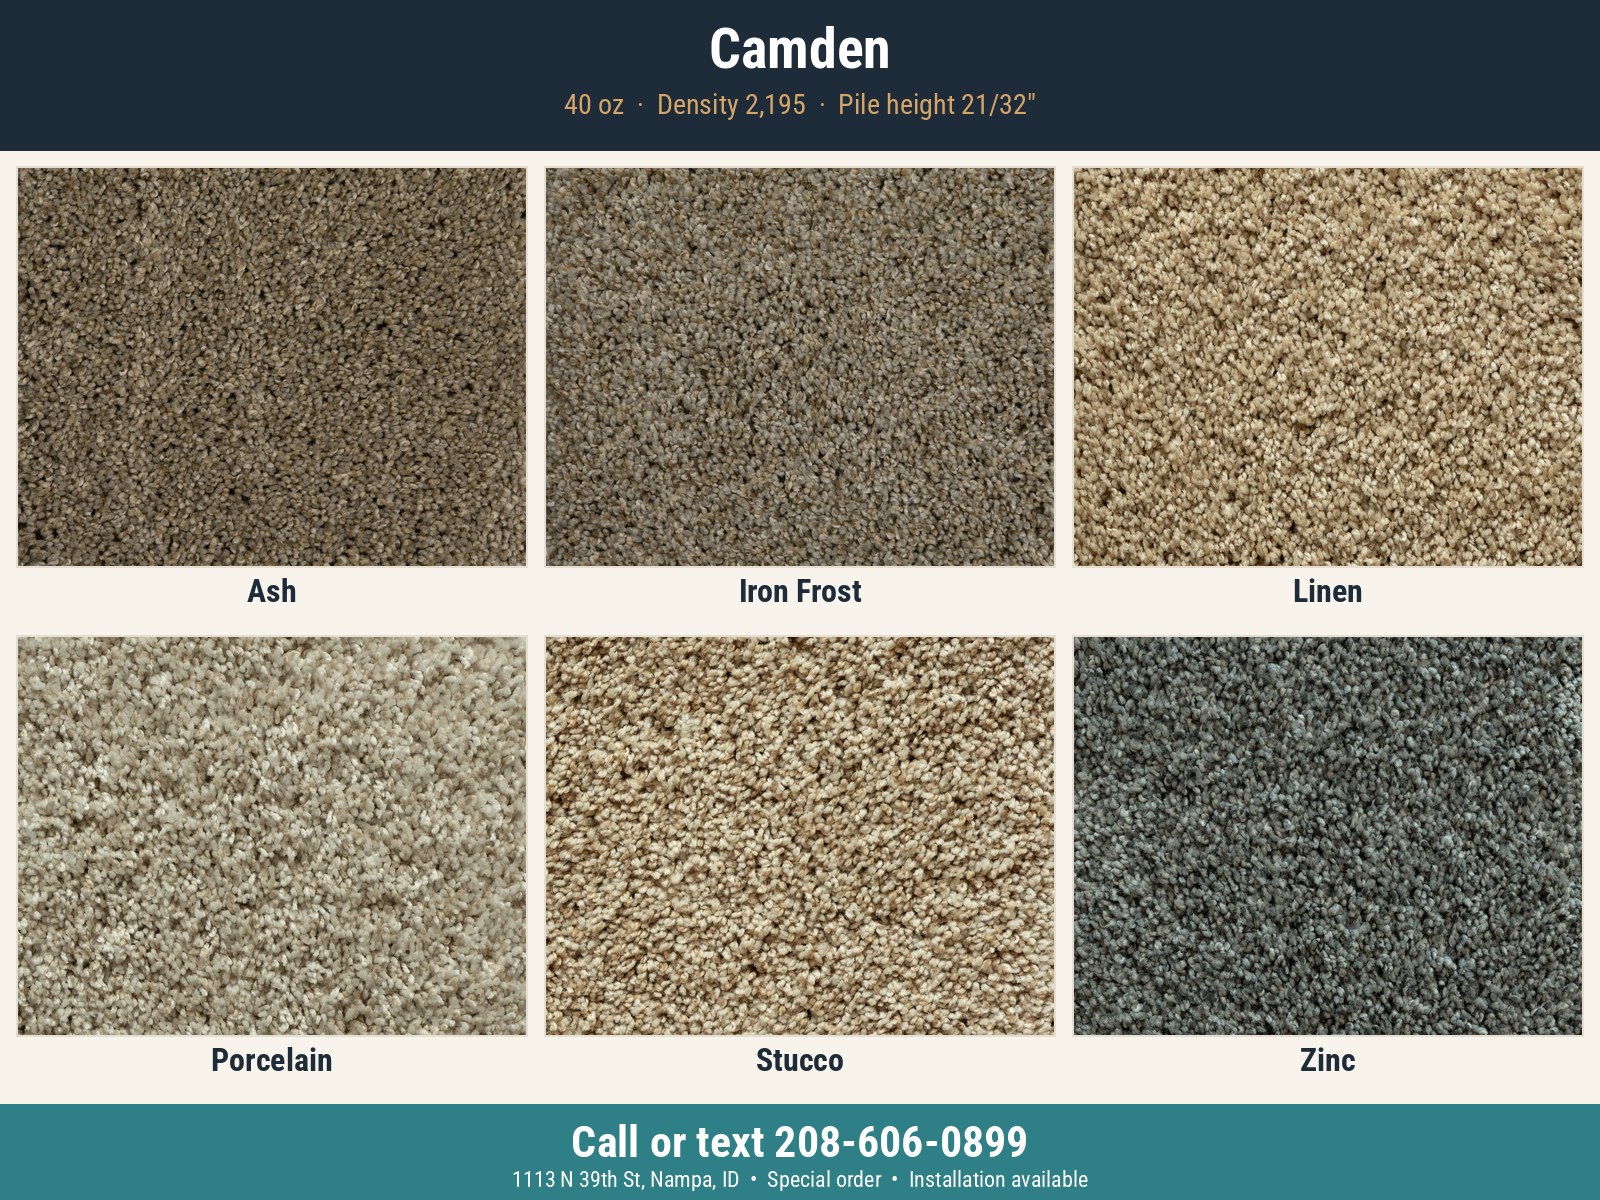 Camden
40 oz · Density 2,195 · Pile height 21/32"
Ash
Iron Frost
Linen
Porcelain
Stucco
Zinc
Call or text 208-606-0899
1113 N 39th St, Nampa, ID • Special order • Installation available